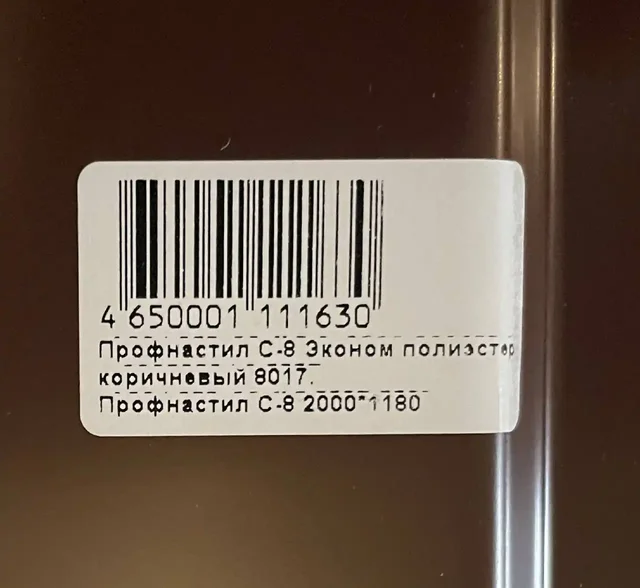 4 650001 111630
Профнастил С-8 Эконом полиэстер
коричневый 8017.
Профнастил С-8 2000*1180